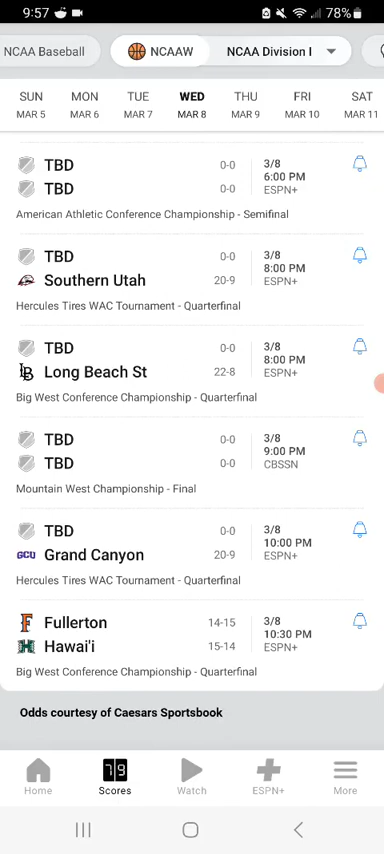 9:57 78%
NCAA Baseball NCAAW NCAA Division I
SUN MON TUE WED THU FRI SAT
MAR 5 MAR 6 MAR 7 MAR 8 MAR 9 MAR 10 MAR 11
TBD 0-0 3/8
6:00 PM
TBD 0-0 ESPN+
American Athletic Conference Championship - Semifinal
TBD 0-0 3/8
8:00 PM
Southern Utah 20-9 ESPN+
Hercules Tires WAC Tournament - Quarterfinal
TBD 0-0 3/8
8:00 PM
LB Long Beach St 22-8 ESPN+
Big West Conference Championship - Quarterfinal
TBD 0-0 3/8
9:00 PM
TBD 0-0 CBSSN
Mountain West Championship - Final
TBD 0-0 3/8
10:00 PM
GCU Grand Canyon 20-9 ESPN+
Hercules Tires WAC Tournament - Quarterfinal
F Fullerton 14-15 3/8
10:30 PM
H Hawai'i 15-14 ESPN+
Big West Conference Championship - Quarterfinal
Odds courtesy of Caesars Sportsbook
79
Home Scores Watch ESPN+ More